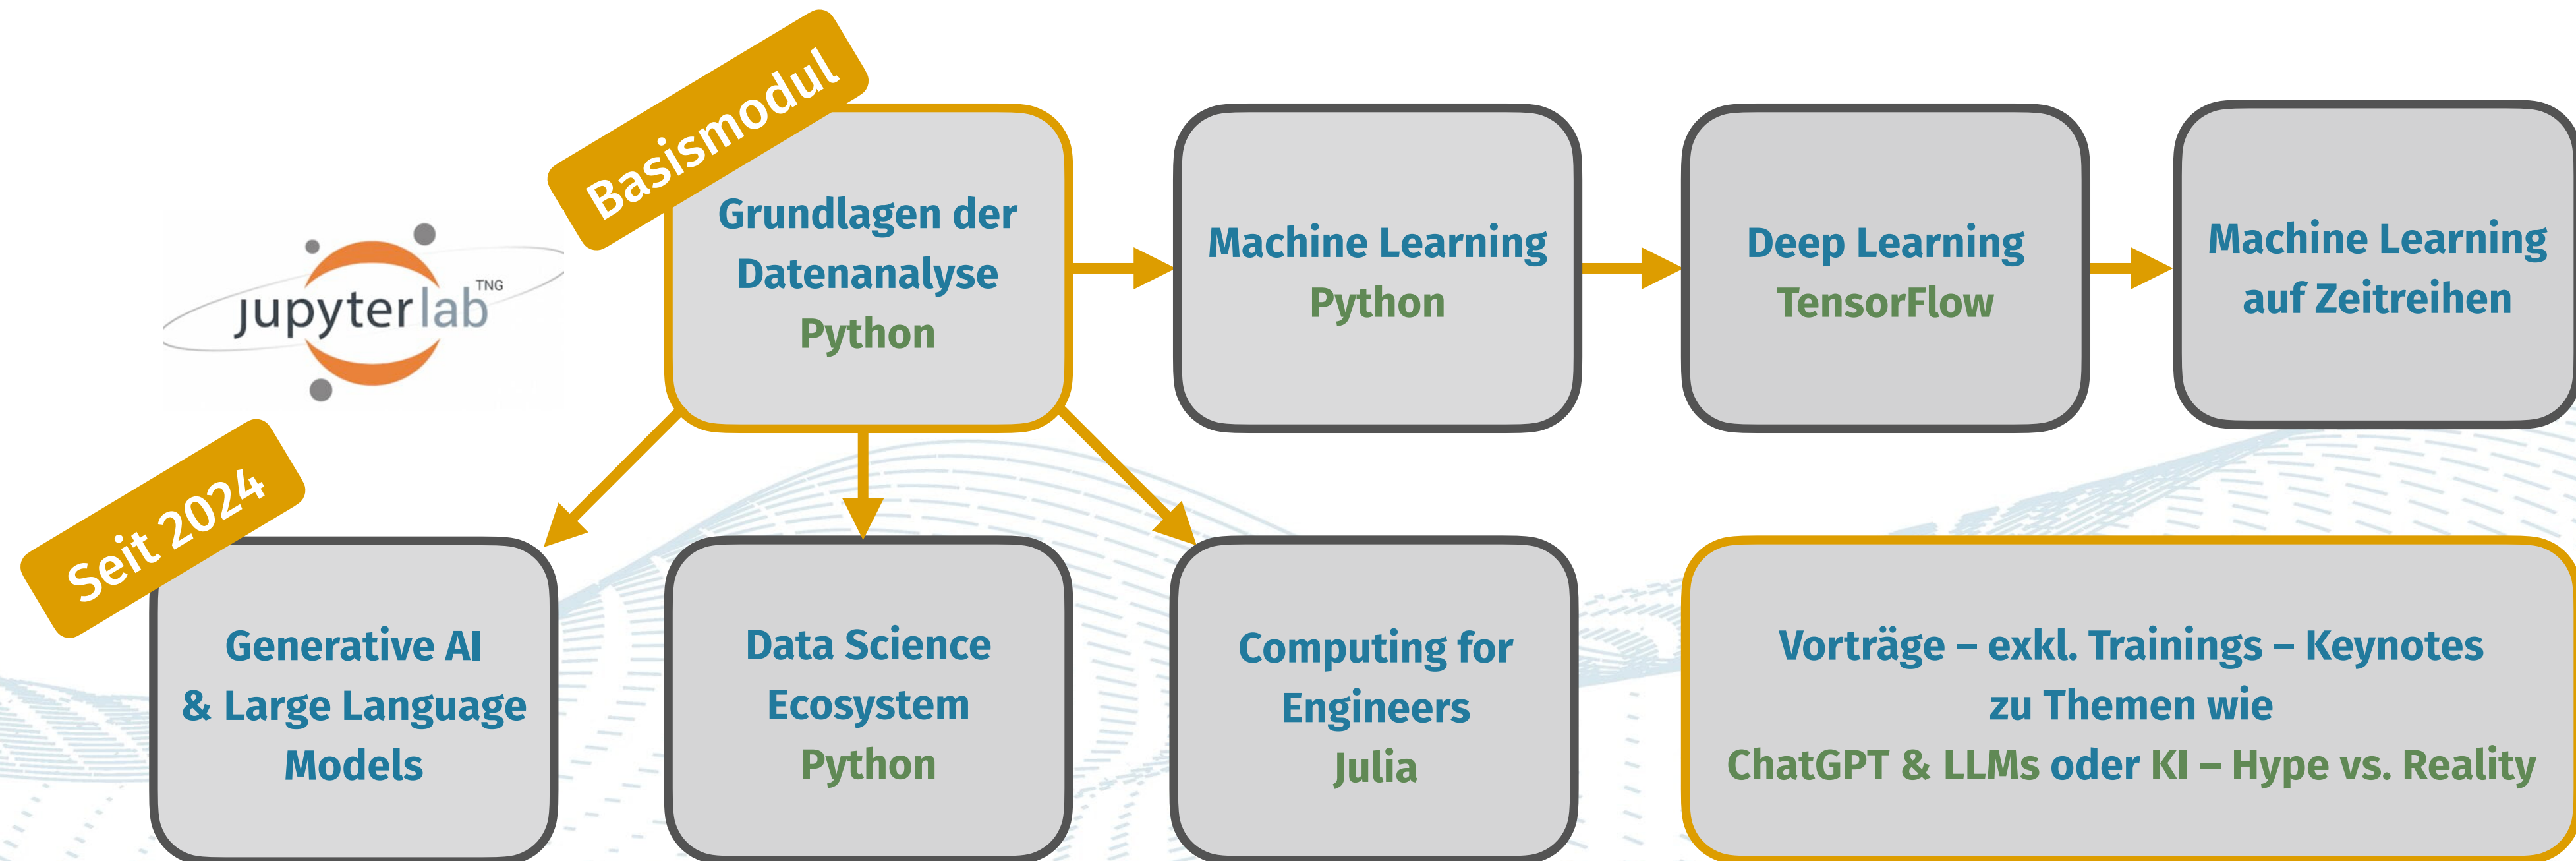 Basismodul
jupyterlab TNG
Grundlagen der
Datenanalyse
Python
Machine Learning
Python
Deep Learning
TensorFlow
Machine Learning
auf Zeitreihen
Seit 2024
Generative AI
& Large Language
Models
Data Science
Ecosystem
Python
Computing for
Engineers
Julia
Vorträge – exkl. Trainings – Keynotes
zu Themen wie
ChatGPT & LLMs oder KI – Hype vs. Reality